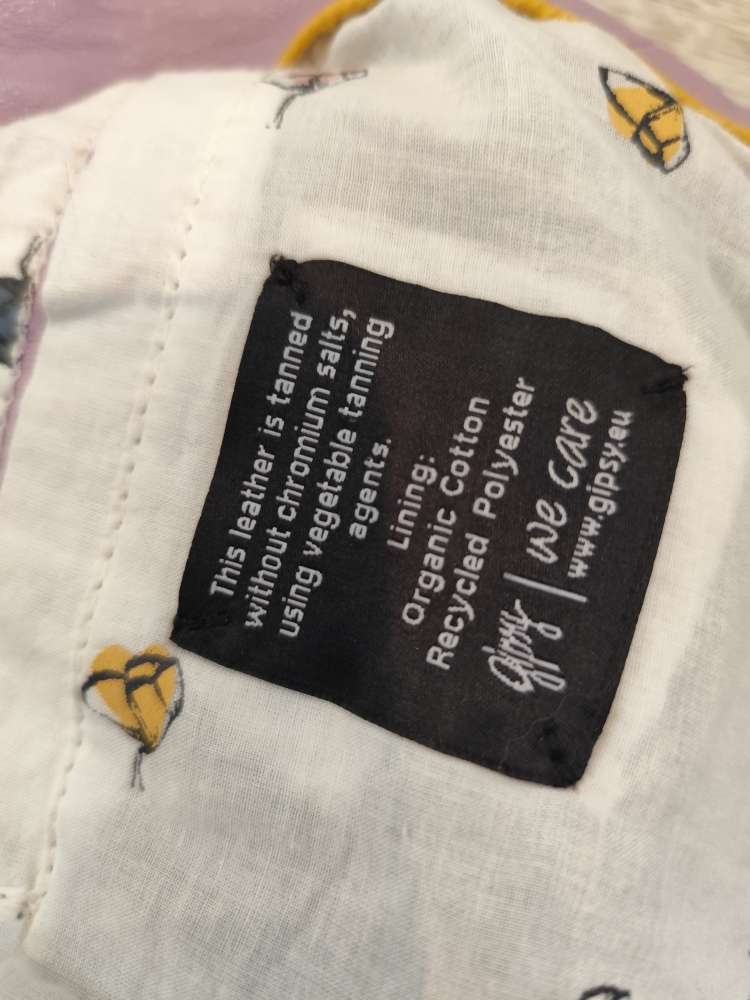 This leather is tanned
without chromium salts,
using vegetable tanning
agents.
Lining:
Organic Cotton
Recycled Polyester
gipsy | we care
www.gipsy.eu